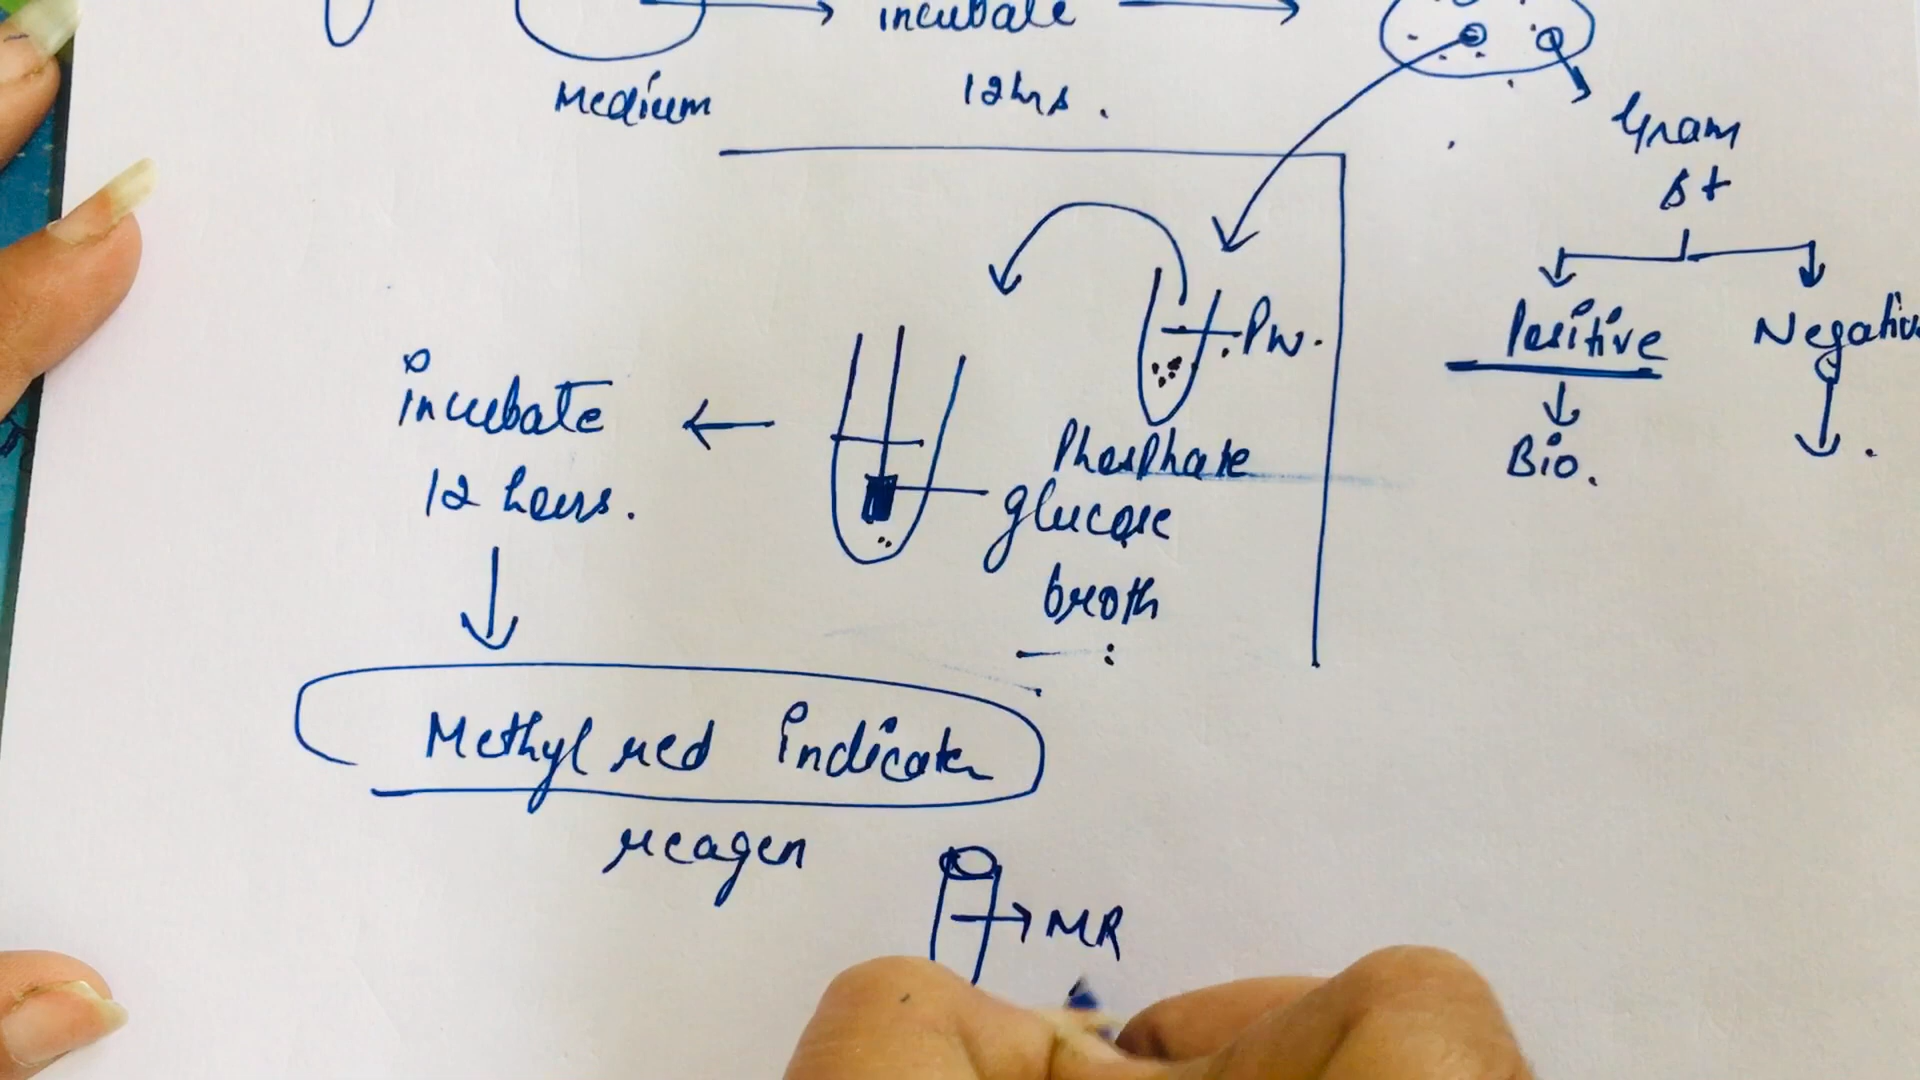 incubate
Medium
12hrs.
Gram
St
Pw.
Positive
Negative
Bio.
incubate
12 hours.
Phosphate
glucose
broth
Methyl red indicator
reagen
MR